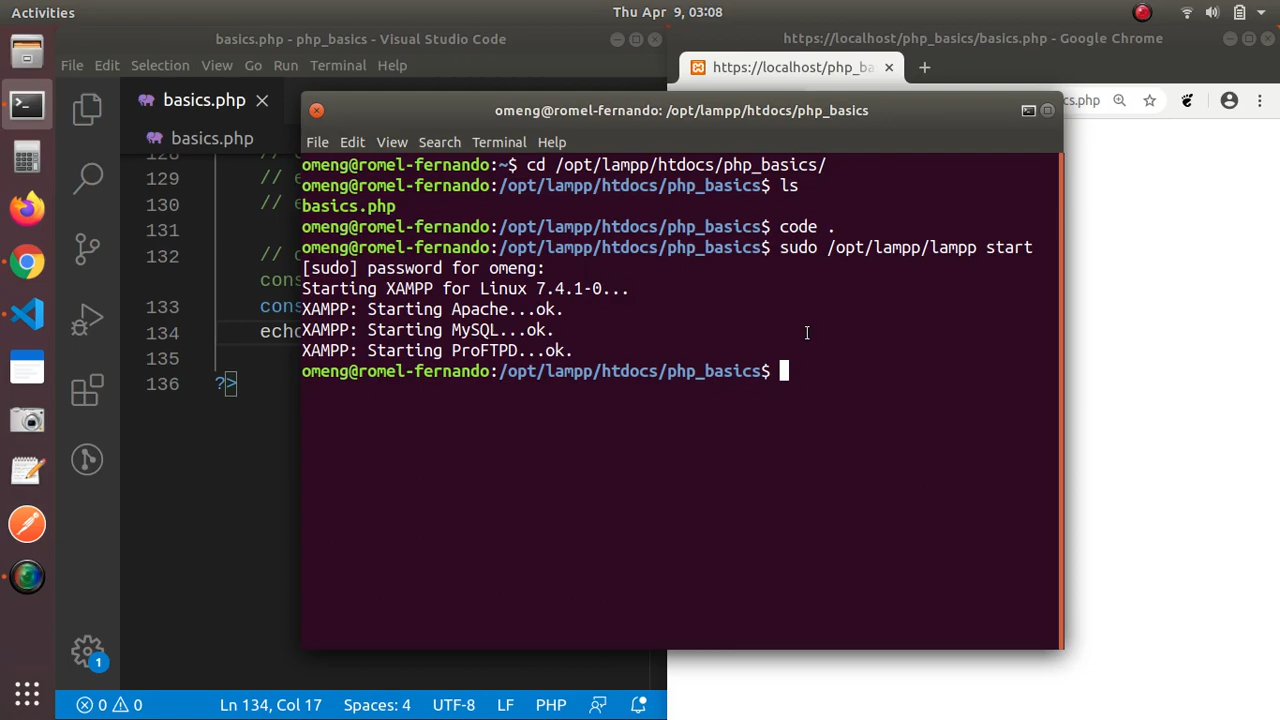 Activities
Thu Apr 9, 03:08
basics.php - php_basics - Visual Studio Code
File Edit Selection View Go Run Terminal Help
basics.php
basics.php
128
129 //
130 //
131
132 //
cons
133 cons
134 echo
135
136 ?>
0 0 Ln 134, Col 17 Spaces: 4 UTF-8 LF PHP
1
https://localhost/php_basics/basics.php - Google Chrome
https://localhost/php_ba
cs.php
omeng@romel-fernando: /opt/lampp/htdocs/php_basics
File Edit View Search Terminal Help
omeng@romel-fernando:~$ cd /opt/lampp/htdocs/php_basics/
omeng@romel-fernando:/opt/lampp/htdocs/php_basics$ ls
basics.php
omeng@romel-fernando:/opt/lampp/htdocs/php_basics$ code .
omeng@romel-fernando:/opt/lampp/htdocs/php_basics$ sudo /opt/lampp/lampp start
[sudo] password for omeng:
Starting XAMPP for Linux 7.4.1-0...
XAMPP: Starting Apache...ok.
XAMPP: Starting MySQL...ok.
XAMPP: Starting ProFTPD...ok.
omeng@romel-fernando:/opt/lampp/htdocs/php_basics$